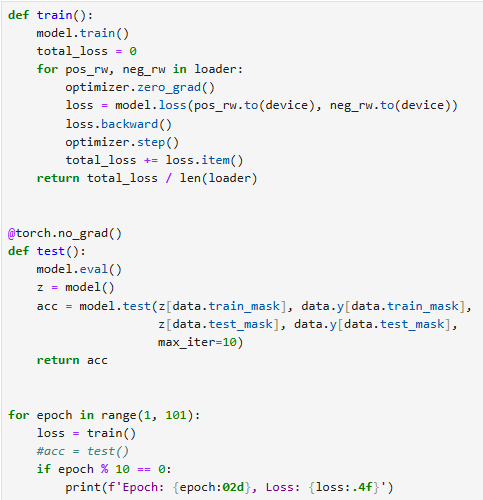 def train():
    model.train()
    total_loss = 0
    for pos_rw, neg_rw in loader:
        optimizer.zero_grad()
        loss = model.loss(pos_rw.to(device), neg_rw.to(device))
        loss.backward()
        optimizer.step()
        total_loss += loss.item()
    return total_loss / len(loader)


@torch.no_grad()
def test():
    model.eval()
    z = model()
    acc = model.test(z[data.train_mask], data.y[data.train_mask],
                     z[data.test_mask], data.y[data.test_mask],
                     max_iter=10)
    return acc


for epoch in range(1, 101):
    loss = train()
    #acc = test()
    if epoch % 10 == 0:
        print(f'Epoch: {epoch:02d}, Loss: {loss:.4f}')